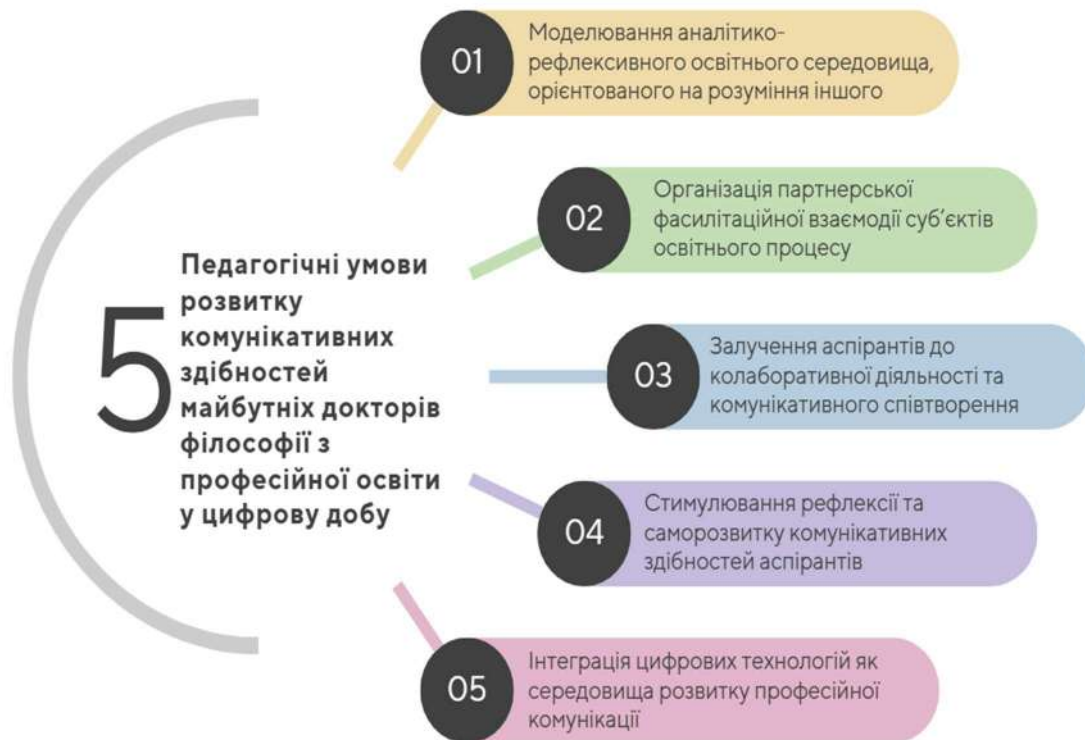 5
Педагогічні умови
розвитку
комунікативних
здібностей
майбутніх докторів
філософії з
професійної освіти
у цифрову добу
01
Моделювання аналітико-
рефлексивного освітнього середовища,
орієнтованого на розуміння іншого
02
Організація партнерської
фасилітаційної взаємодії суб'єктів
освітнього процесу
03
Залучення аспірантів до
колаборативної діяльності та
комунікативного співтворення
04
Стимулювання рефлексії та
саморозвитку комунікативних
здібностей аспірантів
05
Інтеграція цифрових технологій як
середовища розвитку професійної
комунікації